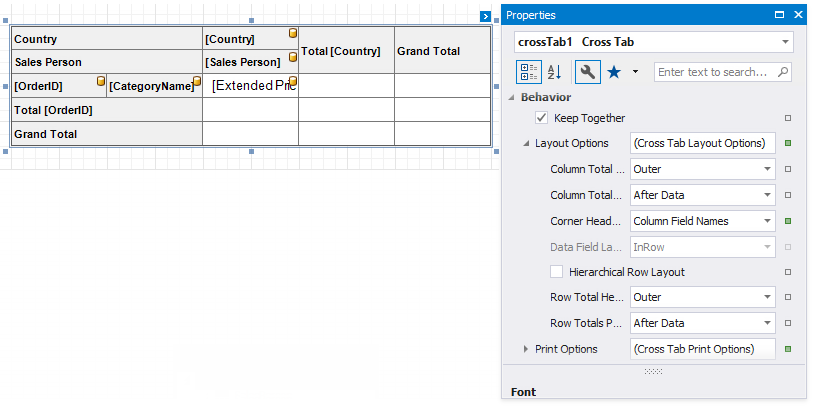 Country [Country] Total [Country] Grand Total
Sales Person [Sales Person]
[OrderID] [CategoryName] [Extended Pric
Total [OrderID]
Grand Total
Properties
crossTab1 Cross Tab
Enter text to search...
Behavior
Keep Together
Layout Options (Cross Tab Layout Options)
Column Total ... Outer
Column Total... After Data
Corner Head... Column Field Names
Data Field La... InRow
Hierarchical Row Layout
Row Total He... Outer
Row Totals P... After Data
Print Options (Cross Tab Print Options)
Font